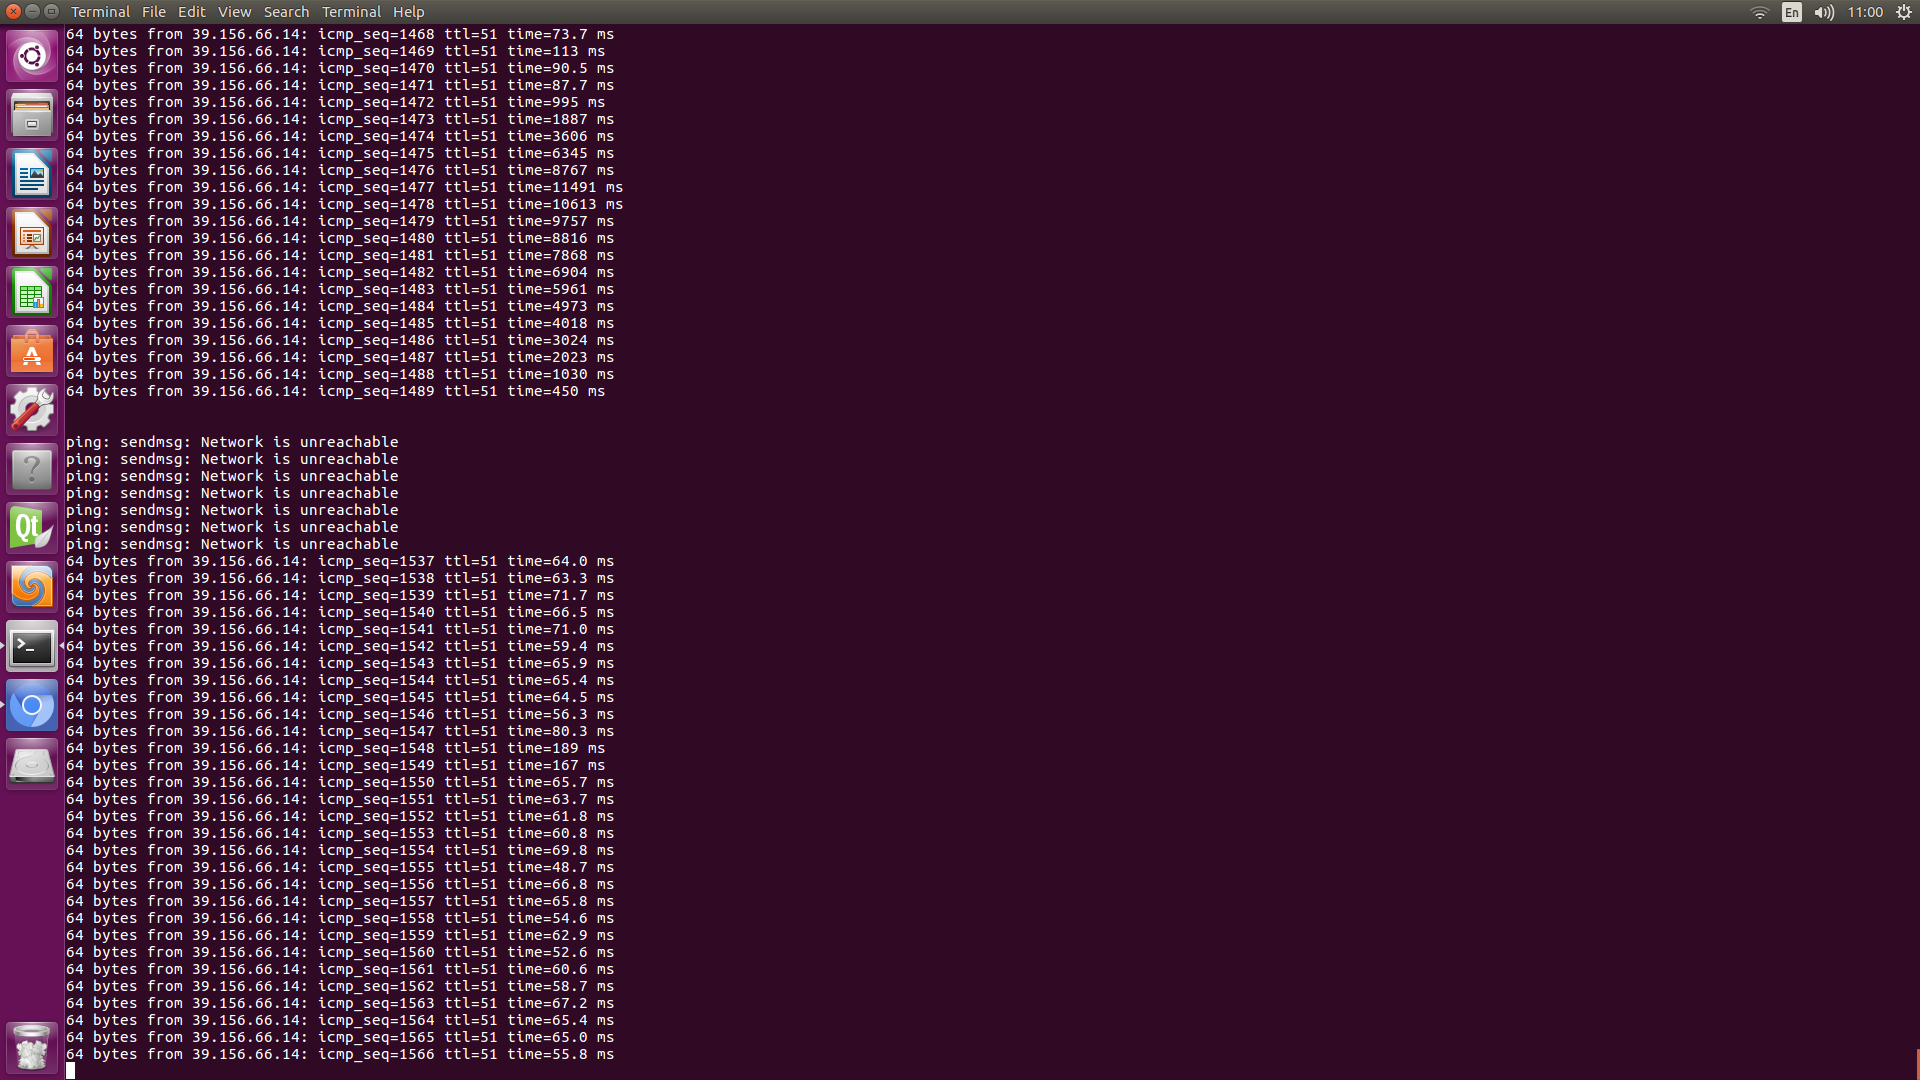 Terminal File Edit View Search Terminal Help En 11:00
64 bytes from 39.156.66.14: icmp_seq=1468 ttl=51 time=73.7 ms
64 bytes from 39.156.66.14: icmp_seq=1469 ttl=51 time=113 ms
64 bytes from 39.156.66.14: icmp_seq=1470 ttl=51 time=90.5 ms
64 bytes from 39.156.66.14: icmp_seq=1471 ttl=51 time=87.7 ms
64 bytes from 39.156.66.14: icmp_seq=1472 ttl=51 time=995 ms
64 bytes from 39.156.66.14: icmp_seq=1473 ttl=51 time=1887 ms
64 bytes from 39.156.66.14: icmp_seq=1474 ttl=51 time=3606 ms
64 bytes from 39.156.66.14: icmp_seq=1475 ttl=51 time=6345 ms
64 bytes from 39.156.66.14: icmp_seq=1476 ttl=51 time=8767 ms
64 bytes from 39.156.66.14: icmp_seq=1477 ttl=51 time=11491 ms
64 bytes from 39.156.66.14: icmp_seq=1478 ttl=51 time=10613 ms
64 bytes from 39.156.66.14: icmp_seq=1479 ttl=51 time=9757 ms
64 bytes from 39.156.66.14: icmp_seq=1480 ttl=51 time=8816 ms
64 bytes from 39.156.66.14: icmp_seq=1481 ttl=51 time=7868 ms
64 bytes from 39.156.66.14: icmp_seq=1482 ttl=51 time=6904 ms
64 bytes from 39.156.66.14: icmp_seq=1483 ttl=51 time=5961 ms
64 bytes from 39.156.66.14: icmp_seq=1484 ttl=51 time=4973 ms
64 bytes from 39.156.66.14: icmp_seq=1485 ttl=51 time=4018 ms
64 bytes from 39.156.66.14: icmp_seq=1486 ttl=51 time=3024 ms
64 bytes from 39.156.66.14: icmp_seq=1487 ttl=51 time=2023 ms
64 bytes from 39.156.66.14: icmp_seq=1488 ttl=51 time=1030 ms
64 bytes from 39.156.66.14: icmp_seq=1489 ttl=51 time=450 ms
ping: sendmsg: Network is unreachable
ping: sendmsg: Network is unreachable
ping: sendmsg: Network is unreachable
ping: sendmsg: Network is unreachable
ping: sendmsg: Network is unreachable
ping: sendmsg: Network is unreachable
ping: sendmsg: Network is unreachable
64 bytes from 39.156.66.14: icmp_seq=1537 ttl=51 time=64.0 ms
64 bytes from 39.156.66.14: icmp_seq=1538 ttl=51 time=63.3 ms
64 bytes from 39.156.66.14: icmp_seq=1539 ttl=51 time=71.7 ms
64 bytes from 39.156.66.14: icmp_seq=1540 ttl=51 time=66.5 ms
64 bytes from 39.156.66.14: icmp_seq=1541 ttl=51 time=71.0 ms
64 bytes from 39.156.66.14: icmp_seq=1542 ttl=51 time=59.4 ms
64 bytes from 39.156.66.14: icmp_seq=1543 ttl=51 time=65.9 ms
64 bytes from 39.156.66.14: icmp_seq=1544 ttl=51 time=65.4 ms
64 bytes from 39.156.66.14: icmp_seq=1545 ttl=51 time=64.5 ms
64 bytes from 39.156.66.14: icmp_seq=1546 ttl=51 time=56.3 ms
64 bytes from 39.156.66.14: icmp_seq=1547 ttl=51 time=80.3 ms
64 bytes from 39.156.66.14: icmp_seq=1548 ttl=51 time=189 ms
64 bytes from 39.156.66.14: icmp_seq=1549 ttl=51 time=167 ms
64 bytes from 39.156.66.14: icmp_seq=1550 ttl=51 time=65.7 ms
64 bytes from 39.156.66.14: icmp_seq=1551 ttl=51 time=63.7 ms
64 bytes from 39.156.66.14: icmp_seq=1552 ttl=51 time=61.8 ms
64 bytes from 39.156.66.14: icmp_seq=1553 ttl=51 time=60.8 ms
64 bytes from 39.156.66.14: icmp_seq=1554 ttl=51 time=69.8 ms
64 bytes from 39.156.66.14: icmp_seq=1555 ttl=51 time=48.7 ms
64 bytes from 39.156.66.14: icmp_seq=1556 ttl=51 time=66.8 ms
64 bytes from 39.156.66.14: icmp_seq=1557 ttl=51 time=65.8 ms
64 bytes from 39.156.66.14: icmp_seq=1558 ttl=51 time=54.6 ms
64 bytes from 39.156.66.14: icmp_seq=1559 ttl=51 time=62.9 ms
64 bytes from 39.156.66.14: icmp_seq=1560 ttl=51 time=52.6 ms
64 bytes from 39.156.66.14: icmp_seq=1561 ttl=51 time=60.6 ms
64 bytes from 39.156.66.14: icmp_seq=1562 ttl=51 time=58.7 ms
64 bytes from 39.156.66.14: icmp_seq=1563 ttl=51 time=67.2 ms
64 bytes from 39.156.66.14: icmp_seq=1564 ttl=51 time=65.4 ms
64 bytes from 39.156.66.14: icmp_seq=1565 ttl=51 time=65.0 ms
64 bytes from 39.156.66.14: icmp_seq=1566 ttl=51 time=55.8 ms
Qt